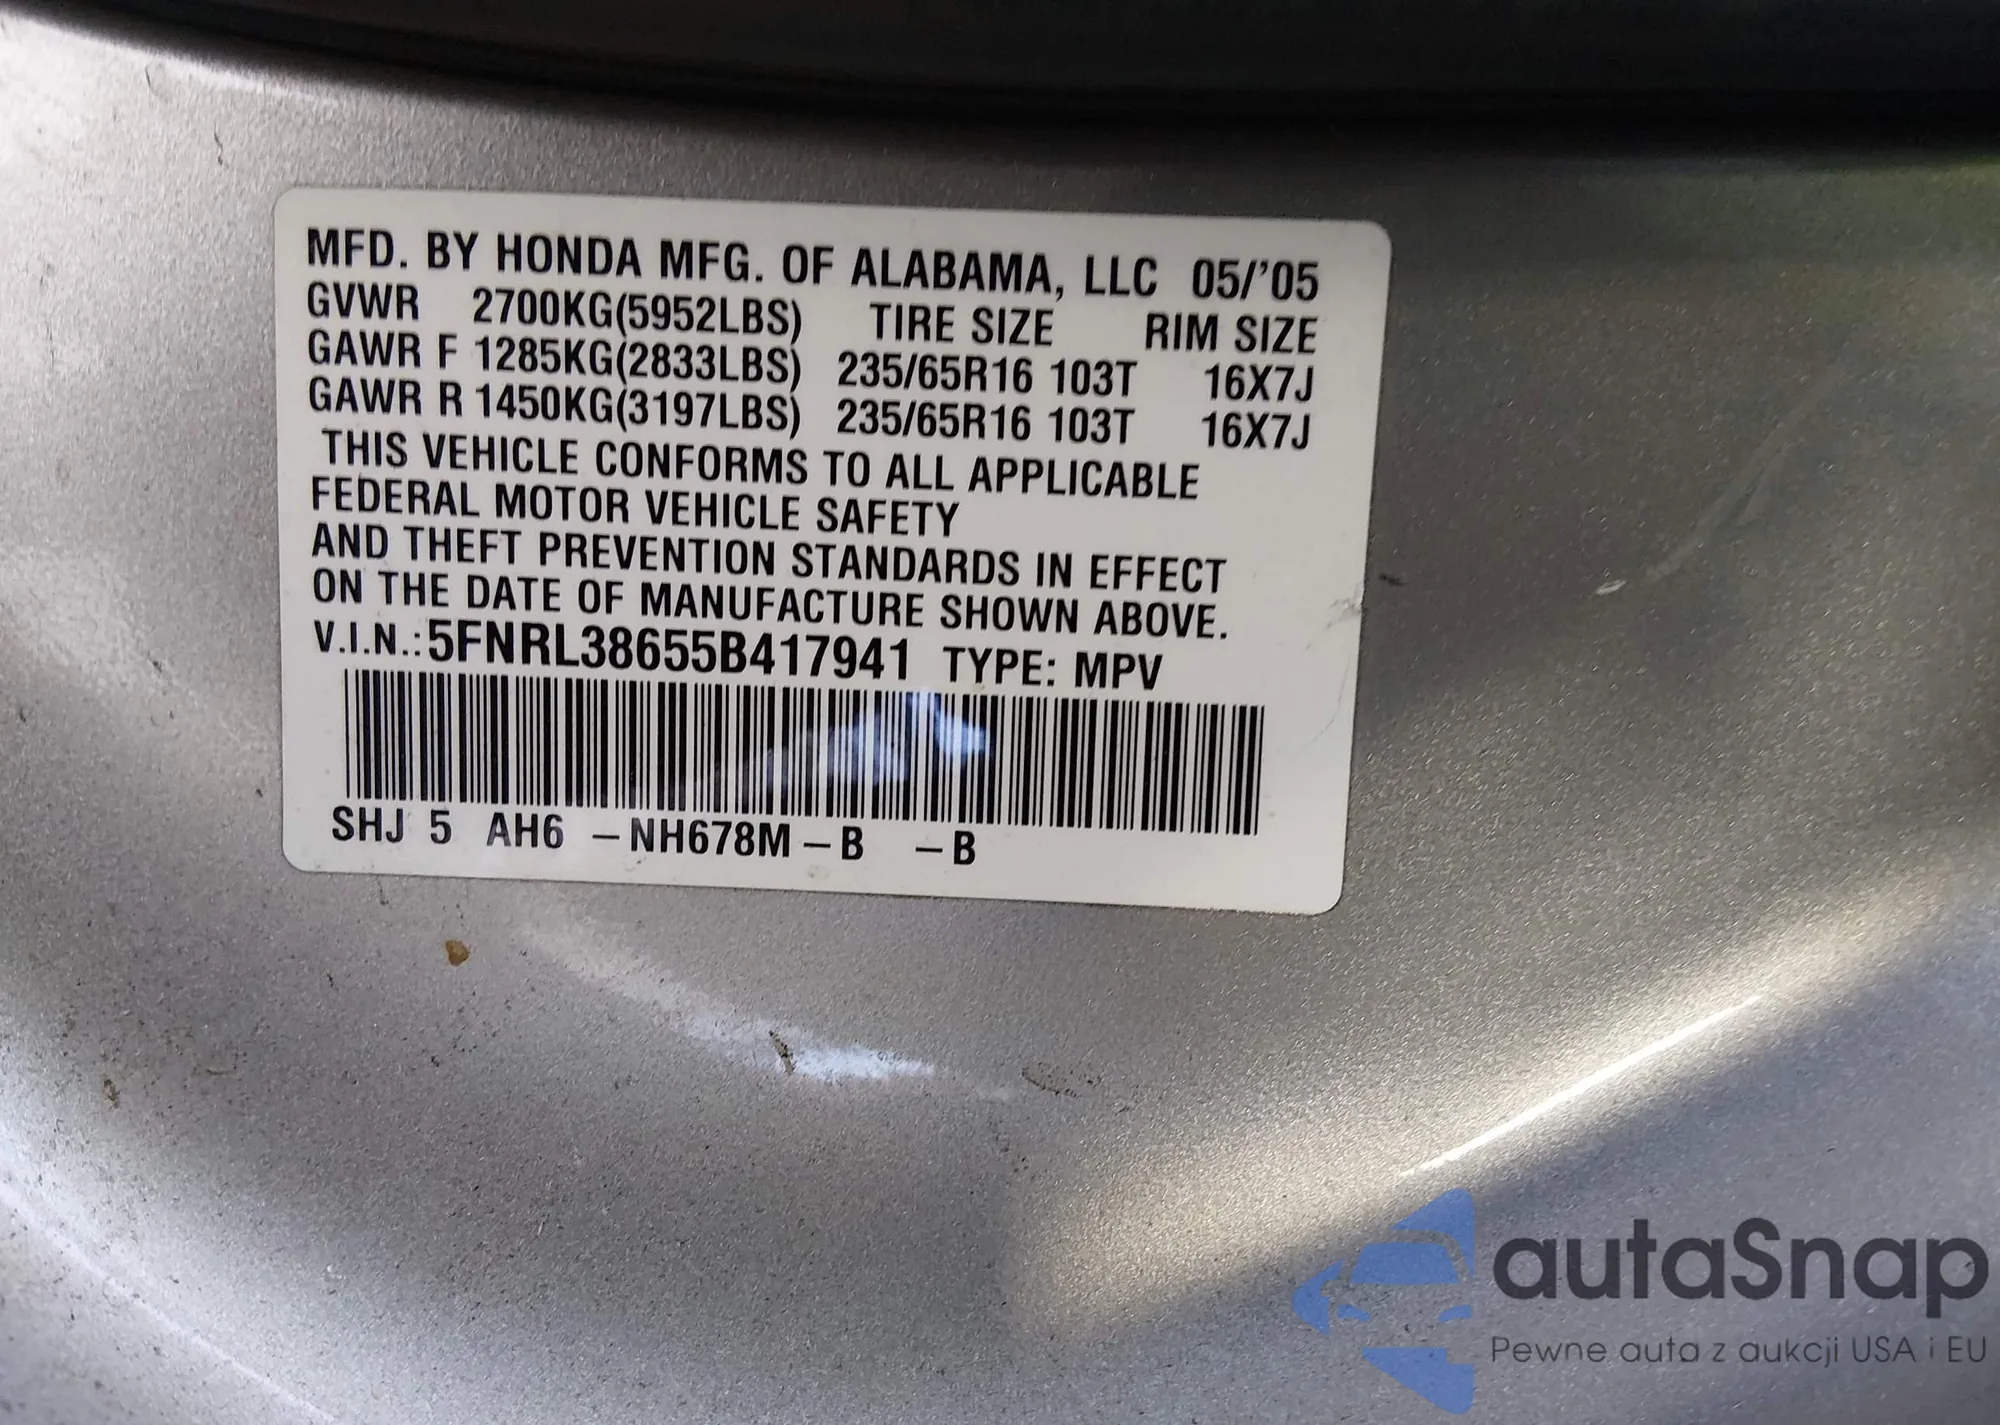 MFD. BY HONDA MFG. OF ALABAMA, LLC 05/'05
GVWR 2700KG(5952LBS) TIRE SIZE RIM SIZE
GAWR F 1285KG(2833LBS) 235/65R16 103T 16X7J
GAWR R 1450KG(3197LBS) 235/65R16 103T 16X7J
THIS VEHICLE CONFORMS TO ALL APPLICABLE
FEDERAL MOTOR VEHICLE SAFETY
AND THEFT PREVENTION STANDARDS IN EFFECT
ON THE DATE OF MANUFACTURE SHOWN ABOVE.
V.I.N.:5FNRL38655B417941 TYPE: MPV
SHJ 5 AH6 –NH678M–B –B
autaSnap
Pewne auta z aukcji USA i EU